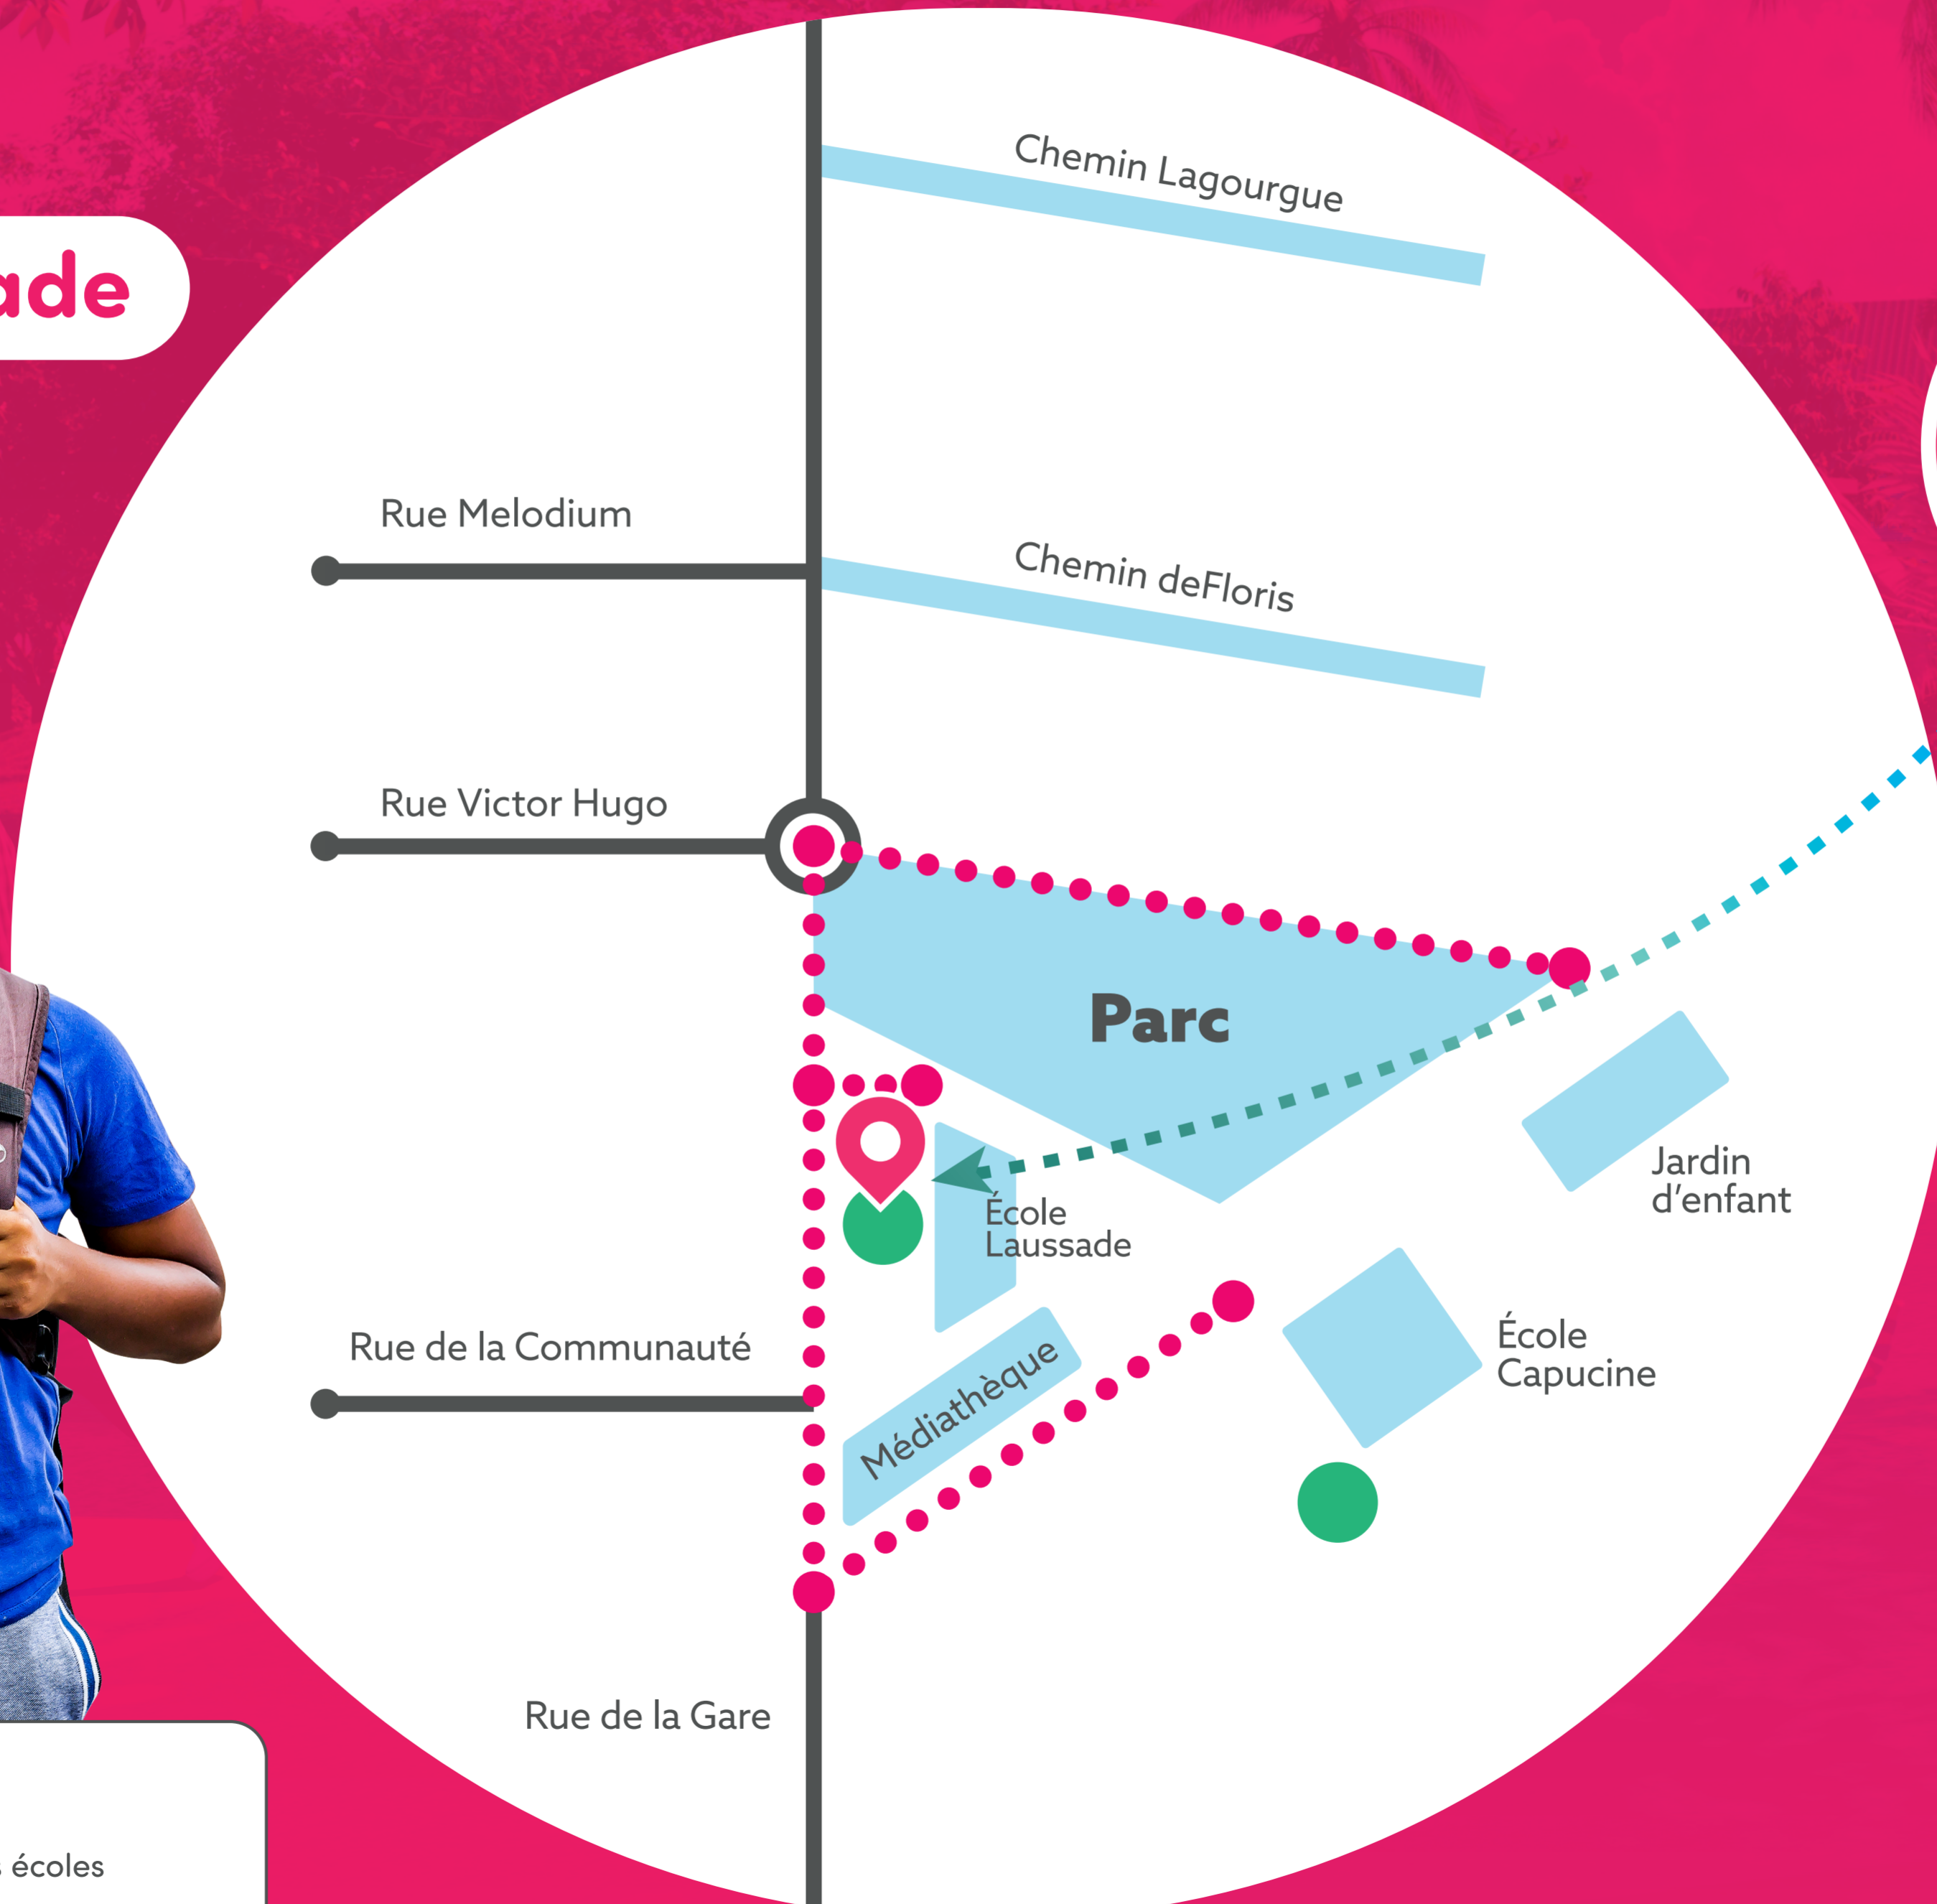 Chemin Lagourgue
ade
Rue Melodium
Chemin deFloris
Rue Victor Hugo
Parc
Jardin
d'enfant
École
Laussade
École
Capucine
Rue de la Communauté
Médiathèque
Rue de la Gare
écoles